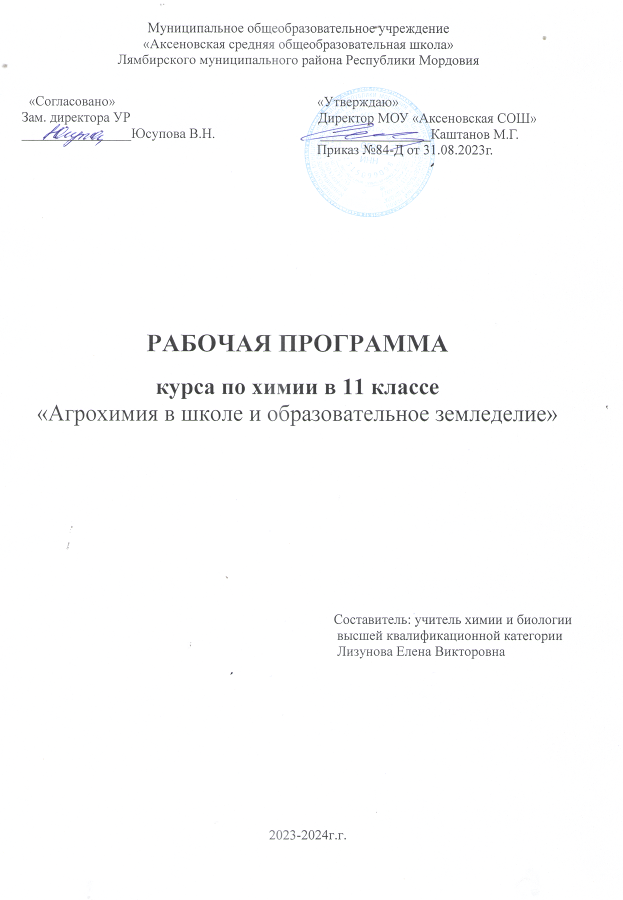 Муниципальное общеобразовательное учреждение
«Аксеновская средняя общеобразовательная школа»
Лямбирского муниципального района Республики Мордовия
«Согласовано»
Зам. директора УР
Юсупова В.Н.
«Утверждаю»
Директор МОУ «Аксеновская СОШ»
Каштанов М.Г.
Приказ №84-Д от 31.08.2023г.
РАБОЧАЯ ПРОГРАММА
курса по химии в 11 классе
«Агрохимия в школе и образовательное земледелие»
Составитель: учитель химии и биологии
высшей квалификационной категории
Лизунова Елена Викторовна
2023-2024г.г.